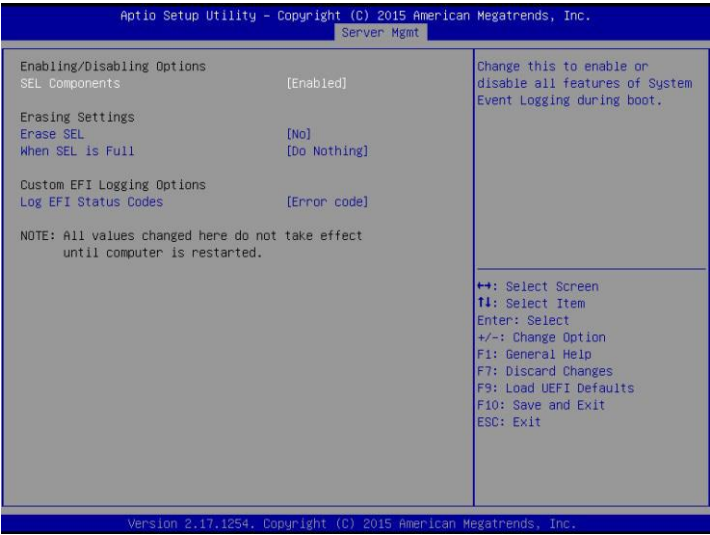 Aptio Setup Utility – Copyright (C) 2015 American Megatrends, Inc.
Server Mgmt
Enabling/Disabling Options
SEL Components [Enabled]
Erasing Settings
Erase SEL [No]
When SEL is Full [Do Nothing]
Custom EFI Logging Options
Log EFI Status Codes [Error code]
NOTE: All values changed here do not take effect
until computer is restarted.
Change this to enable or
disable all features of System
Event Logging during boot.
↔: Select Screen
↑↓: Select Item
Enter: Select
+/-: Change Option
F1: General Help
F7: Discard Changes
F9: Load UEFI Defaults
F10: Save and Exit
ESC: Exit
Version 2.17.1254. Copyright (C) 2015 American Megatrends, Inc.